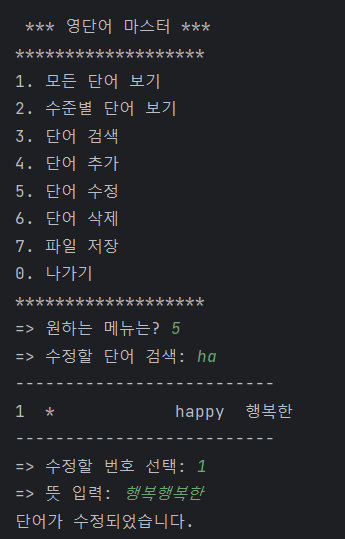 *** 영단어 마스터 ***
*******************
1. 모든 단어 보기
2. 수준별 단어 보기
3. 단어 검색
4. 단어 추가
5. 단어 수정
6. 단어 삭제
7. 파일 저장
0. 나가기
*******************
=> 원하는 메뉴는? 5
=> 수정할 단어 검색: ha
--------------------------
1  *            happy  행복한
--------------------------
=> 수정할 번호 선택: 1
=> 뜻 입력: 행복행복한
단어가 수정되었습니다.